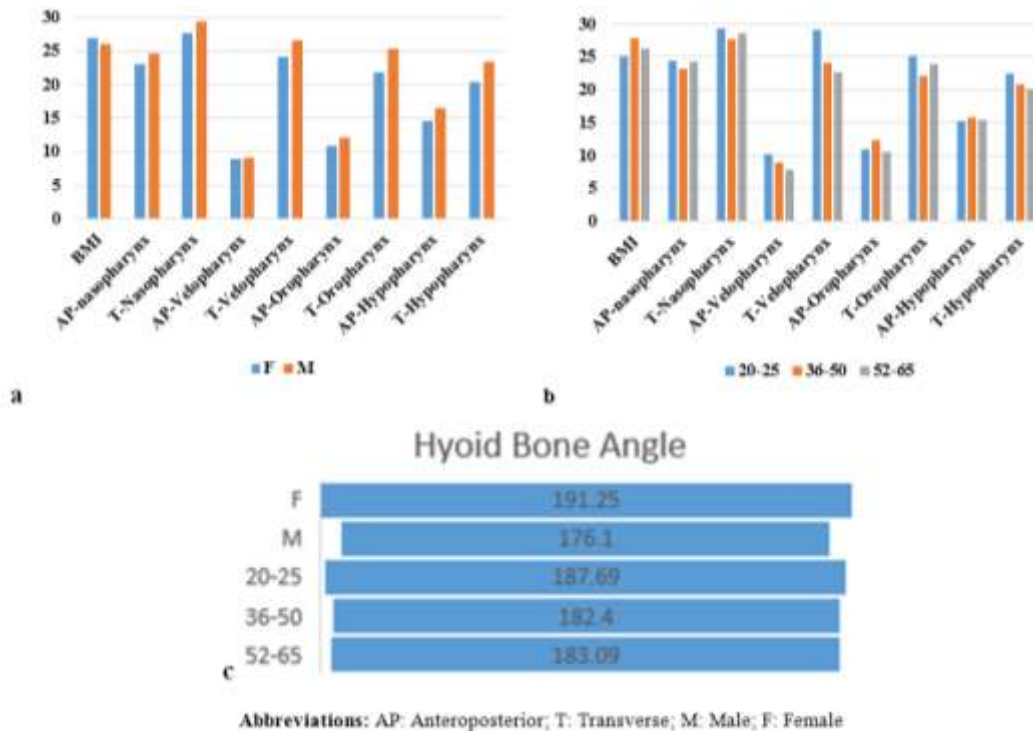 30
25
20
15
10
5
0
BMI
AP-nasopharynx
T-Nasopharynx
AP-Velopharynx
T-Velopharynx
AP-Oropharynx
T-Oropharynx
AP-Hypopharynx
T-Hypopharynx
F M
a
30
25
20
15
10
5
0
BMI
AP-nasopharynx
T-Nasopharynx
AP-Velopharynx
T-Velopharynx
AP-Oropharynx
T-Oropharynx
AP-Hypopharynx
T-Hypopharynx
20-25 36-50 52-65
b
Hyoid Bone Angle
F 191.25
M 176.1
20-25 187.69
36-50 182.4
52-65 183.09
c
Abbreviations: AP: Anteroposterior; T: Transverse; M: Male; F: Female